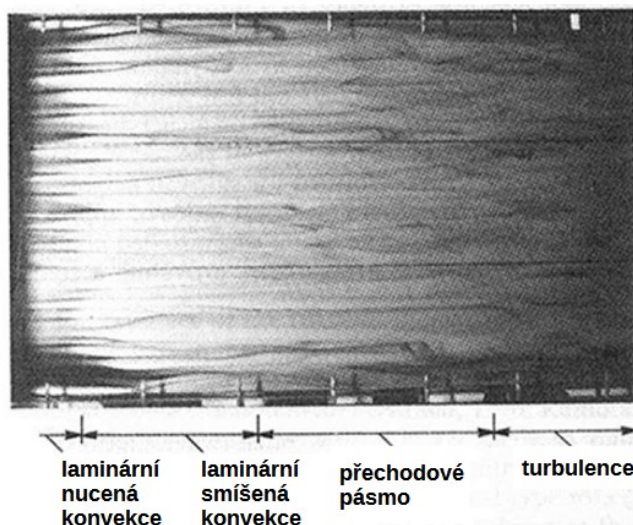 laminární
nucená
konvekce
laminární
smíšená
konvekce
přechodové
pásmo
turbulence